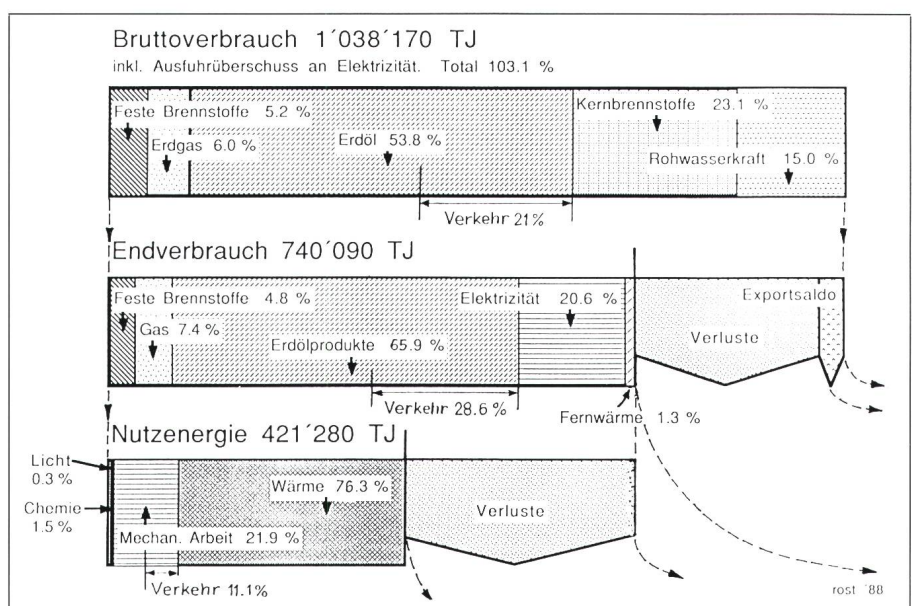 Bruttoverbrauch 1´038´170 TJ
inkl. Ausfuhrüberschuss an Elektrizität. Total 103.1 %
Feste Brennstoffe 5.2 %
Erdgas 6.0 %
Erdöl 53.8 %
Kernbrennstoffe 23.1 %
Rohwasserkraft 15.0 %
Verkehr 21%
Endverbrauch 740´090 TJ
Feste Brennstoffe 4.8 %
Gas 7.4 %
Erdölprodukte 65.9 %
Elektrizität 20.6 %
Exportsaldo
Verluste
Verkehr 28.6 %
Fernwärme 1.3 %
Nutzenergie 421´280 TJ
Licht
0.3 %
Chemie
1.5 %
Wärme 76.3 %
Mechan. Arbeit 21.9 %
Verluste
Verkehr 11.1%
rost ´88